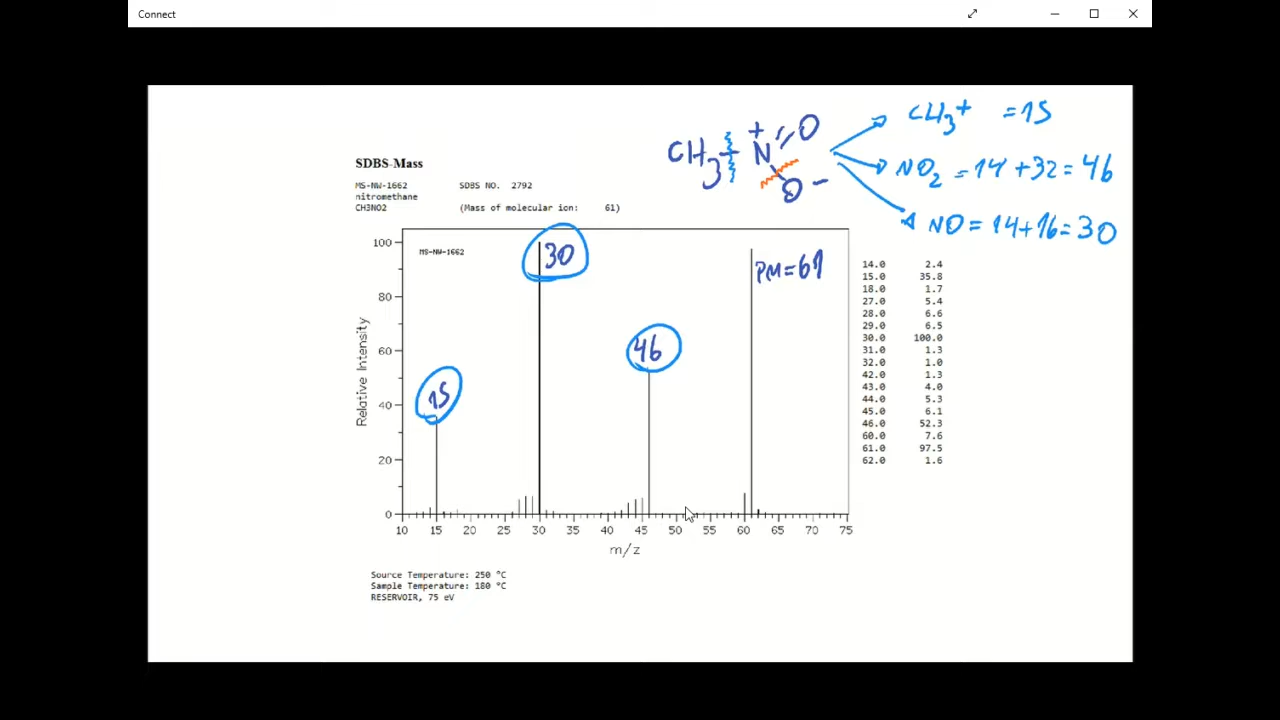 Connect
CH3 - N+ = O
O -
CH3+ = 15
NO2 = 14 + 32 = 46
NO = 14 + 16 = 30
SDBS-Mass
MS-NW-1662 SDBS NO. 2792
nitromethane
CH3NO2 (Mass of molecular ion: 61)
MS-NW-1662
30
PM = 61
46
15
Relative Intensity
100
80
60
40
20
0
10 15 20 25 30 35 40 45 50 55 60 65 70 75
m/z
14.0 2.4
15.0 35.8
18.0 1.7
27.0 5.4
28.0 6.6
29.0 6.5
30.0 100.0
31.0 1.3
32.0 1.0
42.0 1.3
43.0 4.0
44.0 5.3
45.0 6.1
46.0 52.3
60.0 7.6
61.0 97.5
62.0 1.6
Source Temperature: 250 °C
Sample Temperature: 180 °C
RESERVOIR, 75 eV